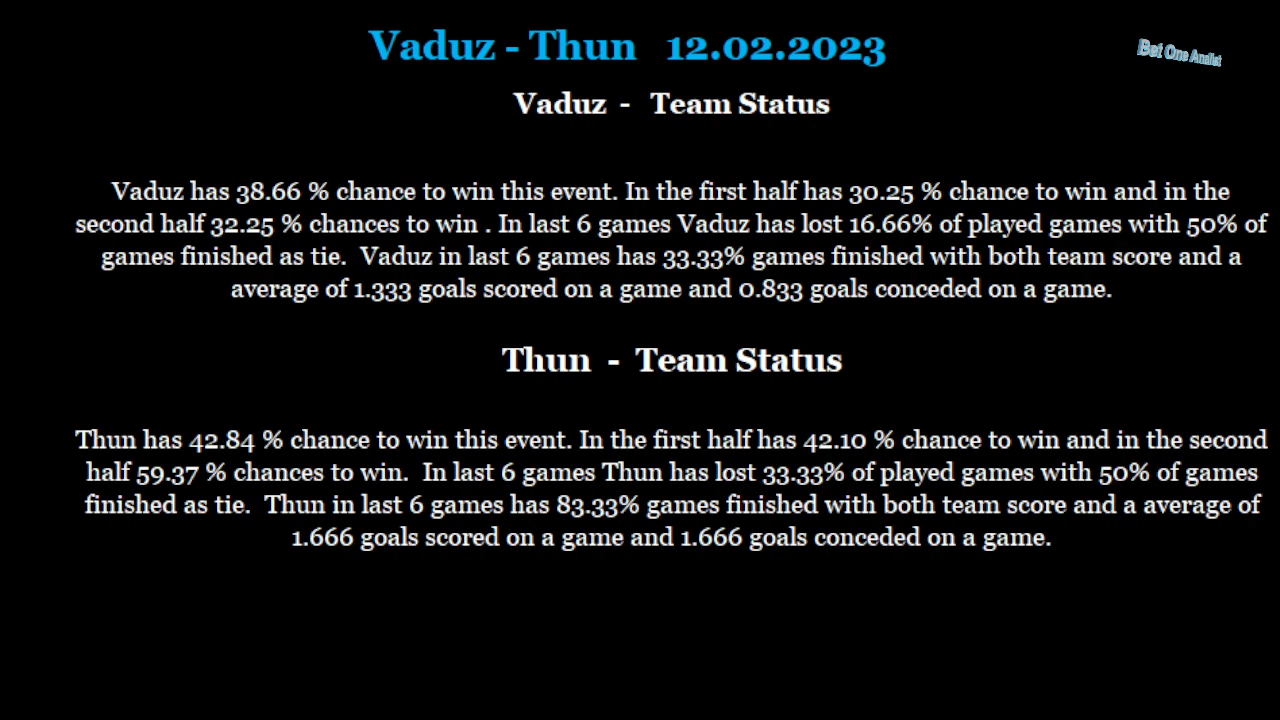 Vaduz - Thun 12.02.2023
Bet One Analist
Vaduz - Team Status
Vaduz has 38.66 % chance to win this event. In the first half has 30.25 % chance to win and in the
second half 32.25 % chances to win . In last 6 games Vaduz has lost 16.66% of played games with 50% of
games finished as tie. Vaduz in last 6 games has 33.33% games finished with both team score and a
average of 1.333 goals scored on a game and 0.833 goals conceded on a game.
Thun - Team Status
Thun has 42.84 % chance to win this event. In the first half has 42.10 % chance to win and in the second
half 59.37 % chances to win. In last 6 games Thun has lost 33.33% of played games with 50% of games
finished as tie. Thun in last 6 games has 83.33% games finished with both team score and a average of
1.666 goals scored on a game and 1.666 goals conceded on a game.